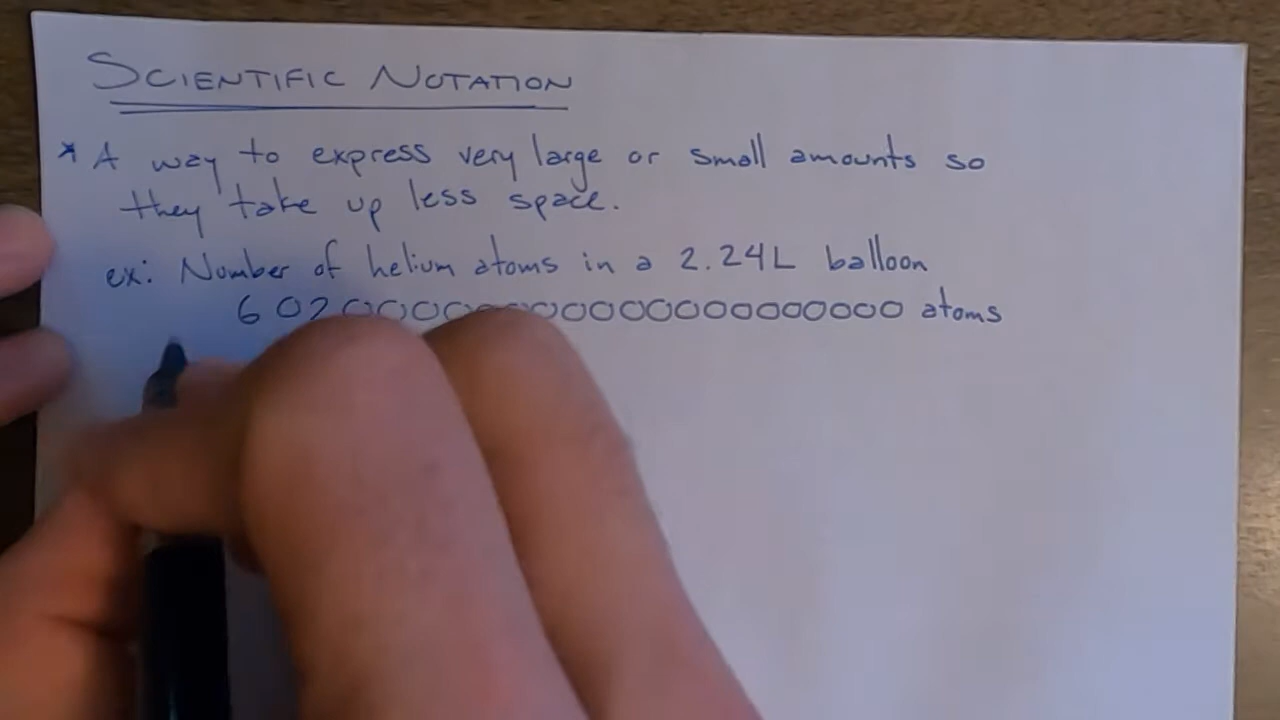 SCIENTIFIC NOTATION
* A way to express very large or small amounts so
they take up less space.
ex: Number of helium atoms in a 2.24L balloon
60200000000000000000000 atoms